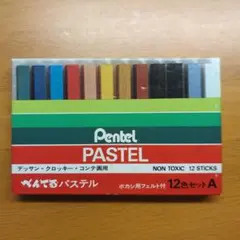 Pentel
PASTEL
デッサン・クロッキー・コンテ画用
NON TOXIC 12 STICKS
ぺんてるパステル
ボカシ用フェルト付
12色セットA